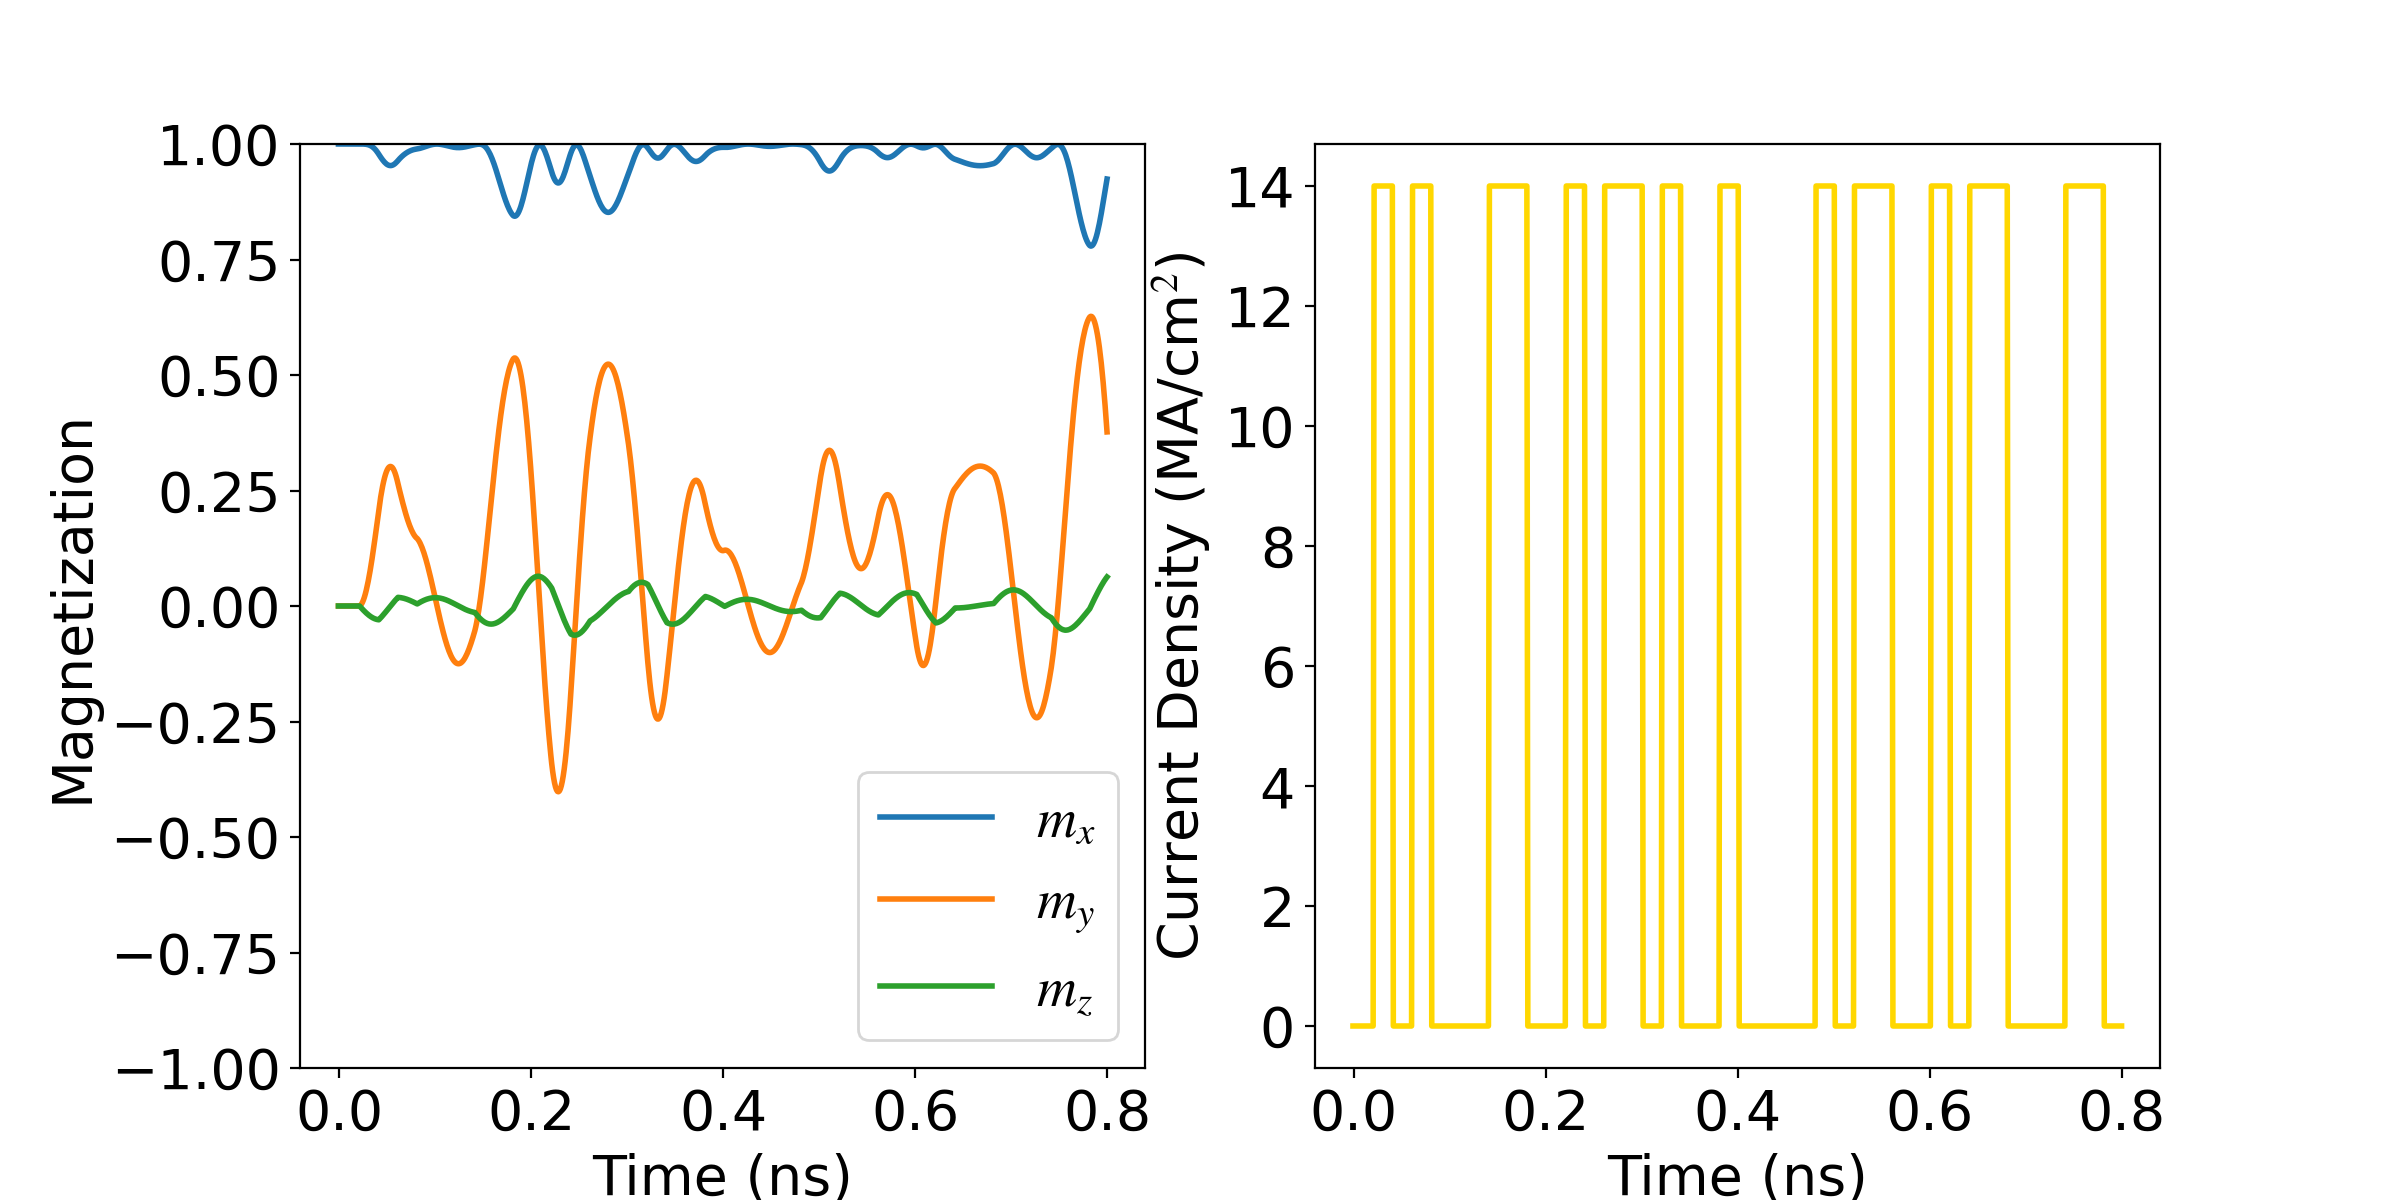 Magnetization
1.00
0.75
0.50
0.25
0.00
−0.25
−0.50
−0.75
−1.00
0.0 0.2 0.4 0.6 0.8
Time (ns)
m_x
m_y
m_z
Current Density (MA/cm²)
14
12
10
8
6
4
2
0
0.0 0.2 0.4 0.6 0.8
Time (ns)